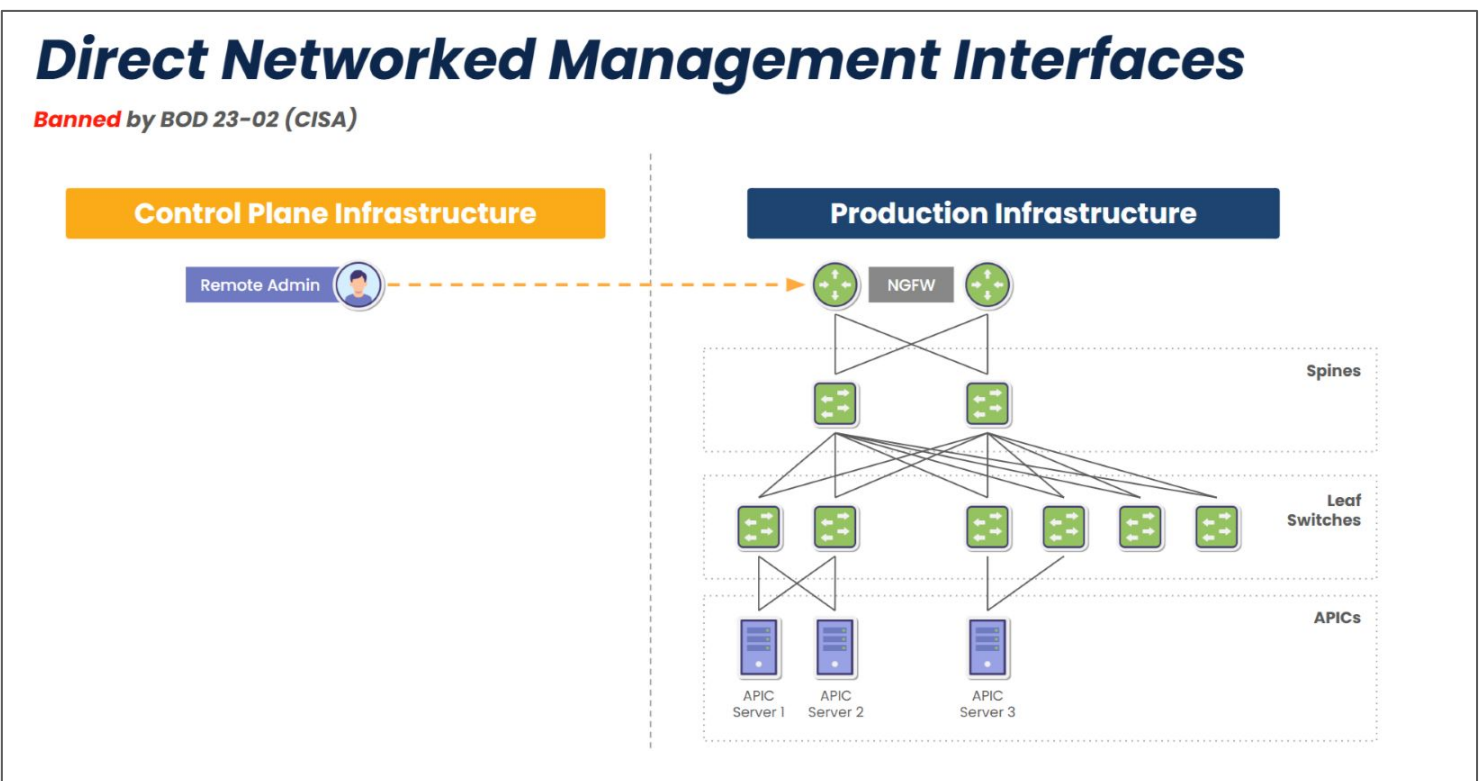 Direct Networked Management Interfaces
Banned by BOD 23-02 (CISA)
Control Plane Infrastructure
Production Infrastructure
Remote Admin
NGFW
Spines
Leaf
Switches
APICs
APIC
Server 1
APIC
Server 2
APIC
Server 3